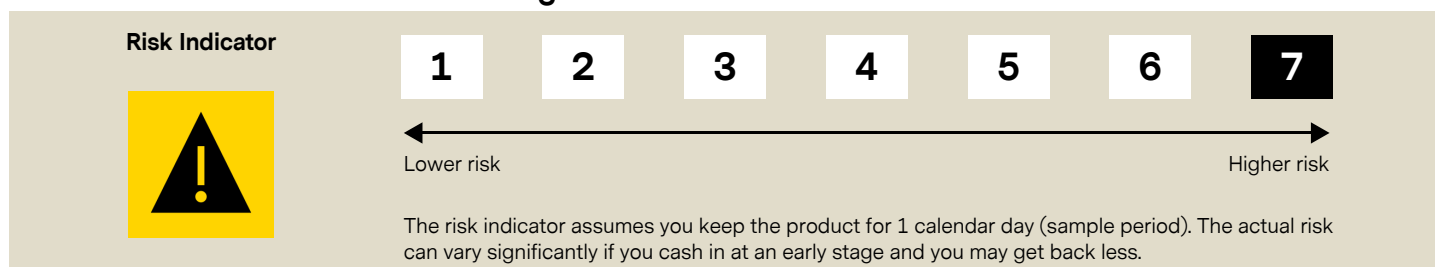 Risk Indicator
1 2 3 4 5 6 7
Lower risk Higher risk
The risk indicator assumes you keep the product for 1 calendar day (sample period). The actual risk
can vary significantly if you cash in at an early stage and you may get back less.